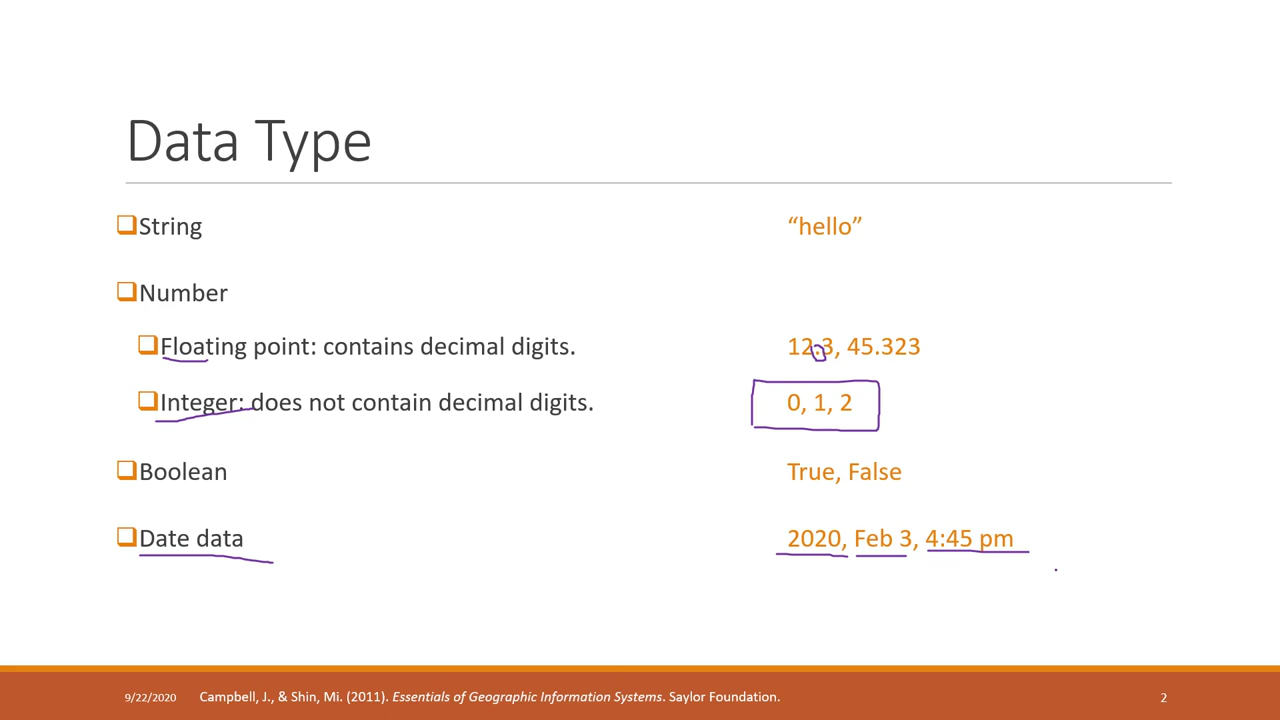 Data Type
❑String “hello”
❑Number
❑Floating point: contains decimal digits. 12.3, 45.323
❑Integer: does not contain decimal digits. 0, 1, 2
❑Boolean True, False
❑Date data 2020, Feb 3, 4:45 pm
9/22/2020 Campbell, J., & Shin, Mi. (2011). Essentials of Geographic Information Systems. Saylor Foundation. 2